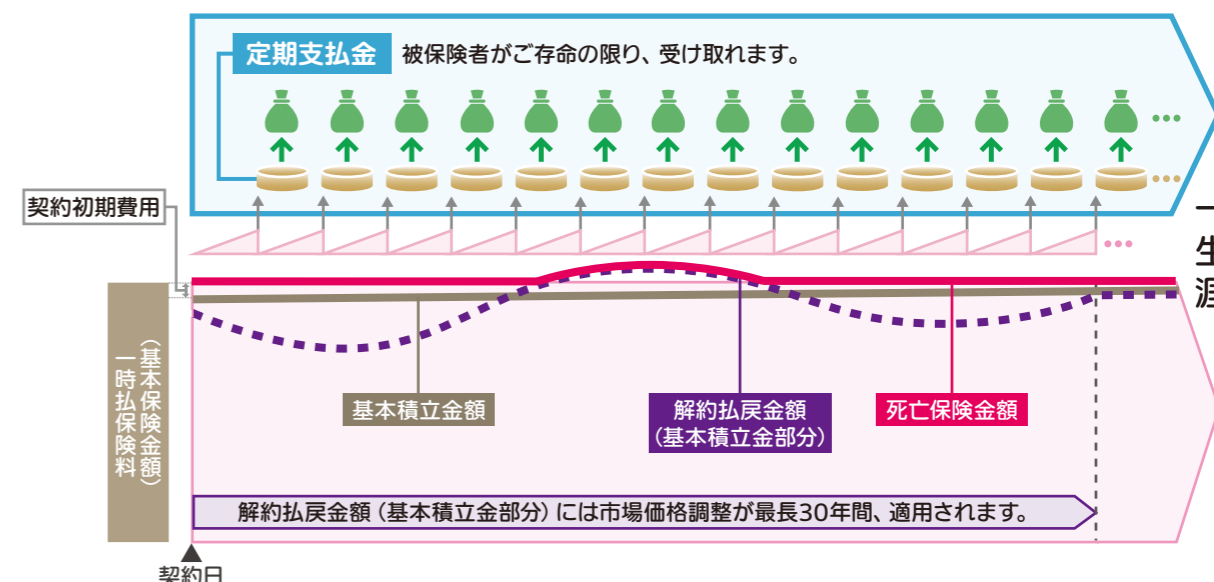 定期支払金
被保険者がご存命の限り、受け取れます。
契約初期費用
一生涯
（基本保険金額）
一時払保険料
基本積立金額
解約払戻金額
（基本積立金部分）
死亡保険金額
解約払戻金額（基本積立金部分）には市場価格調整が最長30年間、適用されます。
契約日